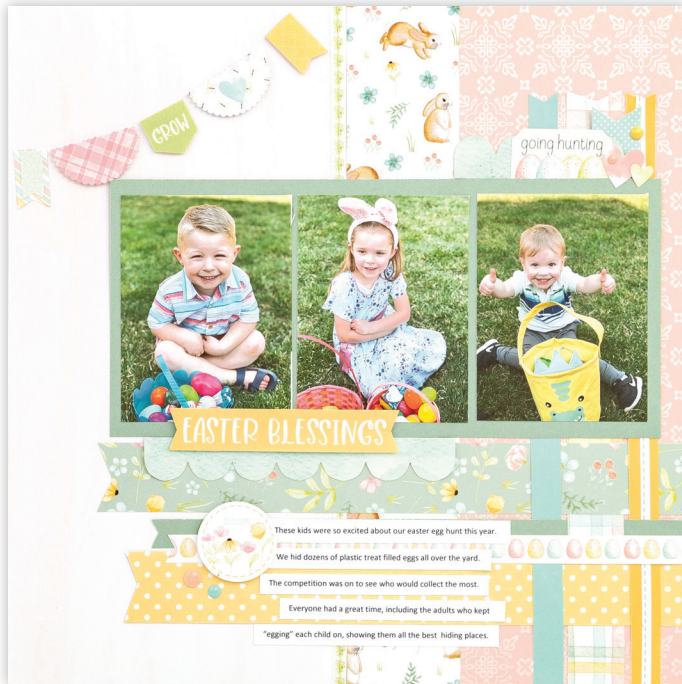 GROW
going hunting
EASTER BLESSINGS
These kids were so excited about our easter egg hunt this year.
We hid dozens of plastic treat filled eggs all over the yard.
The competition was on to see who would collect the most.
Everyone had a great time, including the adults who kept
"egging" each child on, showing them all the best hiding places.